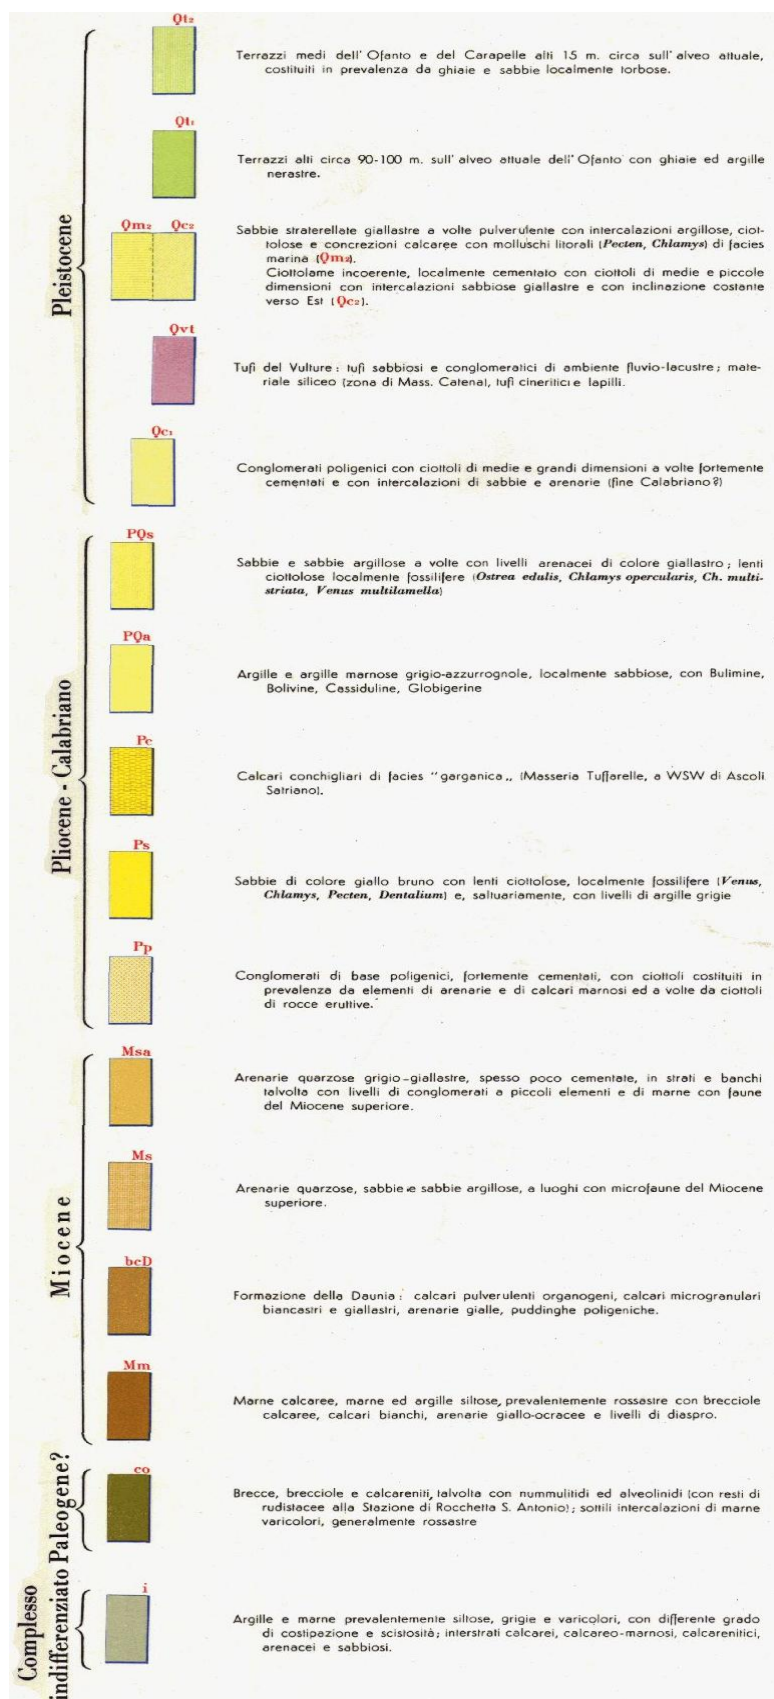 Qt2
Terrazzi medi dell'Ofanto e del Carapelle alti 15 m. circa sull'alveo attuale,
costituiti in prevalenza da ghiaie e sabbie localmente torbose.
Qt1
Terrazzi alti circa 90-100 m. sull'alveo attuale dell'Ofanto con ghiaie ed argille
nerastre.
Pleistocene
Qm2 Qc2
Sabbie straterellate giallastre a volte pulverulente con intercalazioni argillose, ciot-
tolose e concrezioni calcaree con molluschi litorali (Pecten, Chlamys) di facies
marina (Qm2).
Ciottolame incoerente, localmente cementato con ciottoli di medie e piccole
dimensioni con intercalazioni sabbiose giallastre e con inclinazione costante
verso Est (Qc2).
Qvt
Tufi del Vulture: tufi sabbiosi e conglomeratici di ambiente fluvio-lacustre; mate-
riale siliceo (zona di Mass. Catena), tufi cineritici e lapilli.
Qc1
Conglomerati poligenici con ciottoli di medie e grandi dimensioni a volte fortemente
cementati e con intercalazioni di sabbie e arenarie (fine Calabriano?)
PQs
Sabbie e sabbie argillose a volte con livelli arenacei di colore giallastro; lenti
ciottolose localmente fossilifere (Ostrea edulis, Chlamys opercularis, Ch. multi-
striata, Venus multilamella)
PQa
Argille e argille marnose grigio-azzurrognole, localmente sabbiose, con Bulimine,
Bolivine, Cassiduline, Globigerine
Pliocene - Calabriano
Pc
Calcari conchigliari di facies "garganica„ (Masseria Tuffarelle, a WSW di Ascoli
Satriano).
Ps
Sabbie di colore giallo bruno con lenti ciottolose, localmente fossilifere (Venus,
Chlamys, Pecten, Dentalium) e, saltuariamente, con livelli di argille grigie
Pp
Conglomerati di base poligenici, fortemente cementati, con ciottoli costituiti in
prevalenza da elementi di arenarie e di calcari marnosi ed a volte da ciottoli
di rocce eruttive.
Msa
Arenarie quarzose grigio-giallastre, spesso poco cementate, in strati e banchi
talvolta con livelli di conglomerati a piccoli elementi e di marne con faune
del Miocene superiore.
Ms
Arenarie quarzose, sabbie e sabbie argillose, a luoghi con microfaune del Miocene
superiore.
Miocene
bcD
Formazione della Daunia: calcari pulverulenti organogeni, calcari microgranulari
biancastri e giallastri, arenarie gialle, puddinghe poligeniche.
Mm
Marne calcaree, marne ed argille siltose, prevalentemente rossastre con brecciole
calcaree, calcari bianchi, arenarie giallo-ocracee e livelli di diaspro.
Paleogene?
co
Brecce, brecciole e calcareniti, talvolta con nummulitidi ed alveolinidi (con resti di
rudistacee alla Stazione di Rocchetta S. Antonio); sottili intercalazioni di marne
varicolori, generalmente rossastre
Complesso
indifferenziato
i
Argille e marne prevalentemente siltose, grigie e varicolori, con differente grado
di costipazione e scistosità; interstrati calcarei, calcareo-marnosi, calcarenitici,
arenacei e sabbiosi.